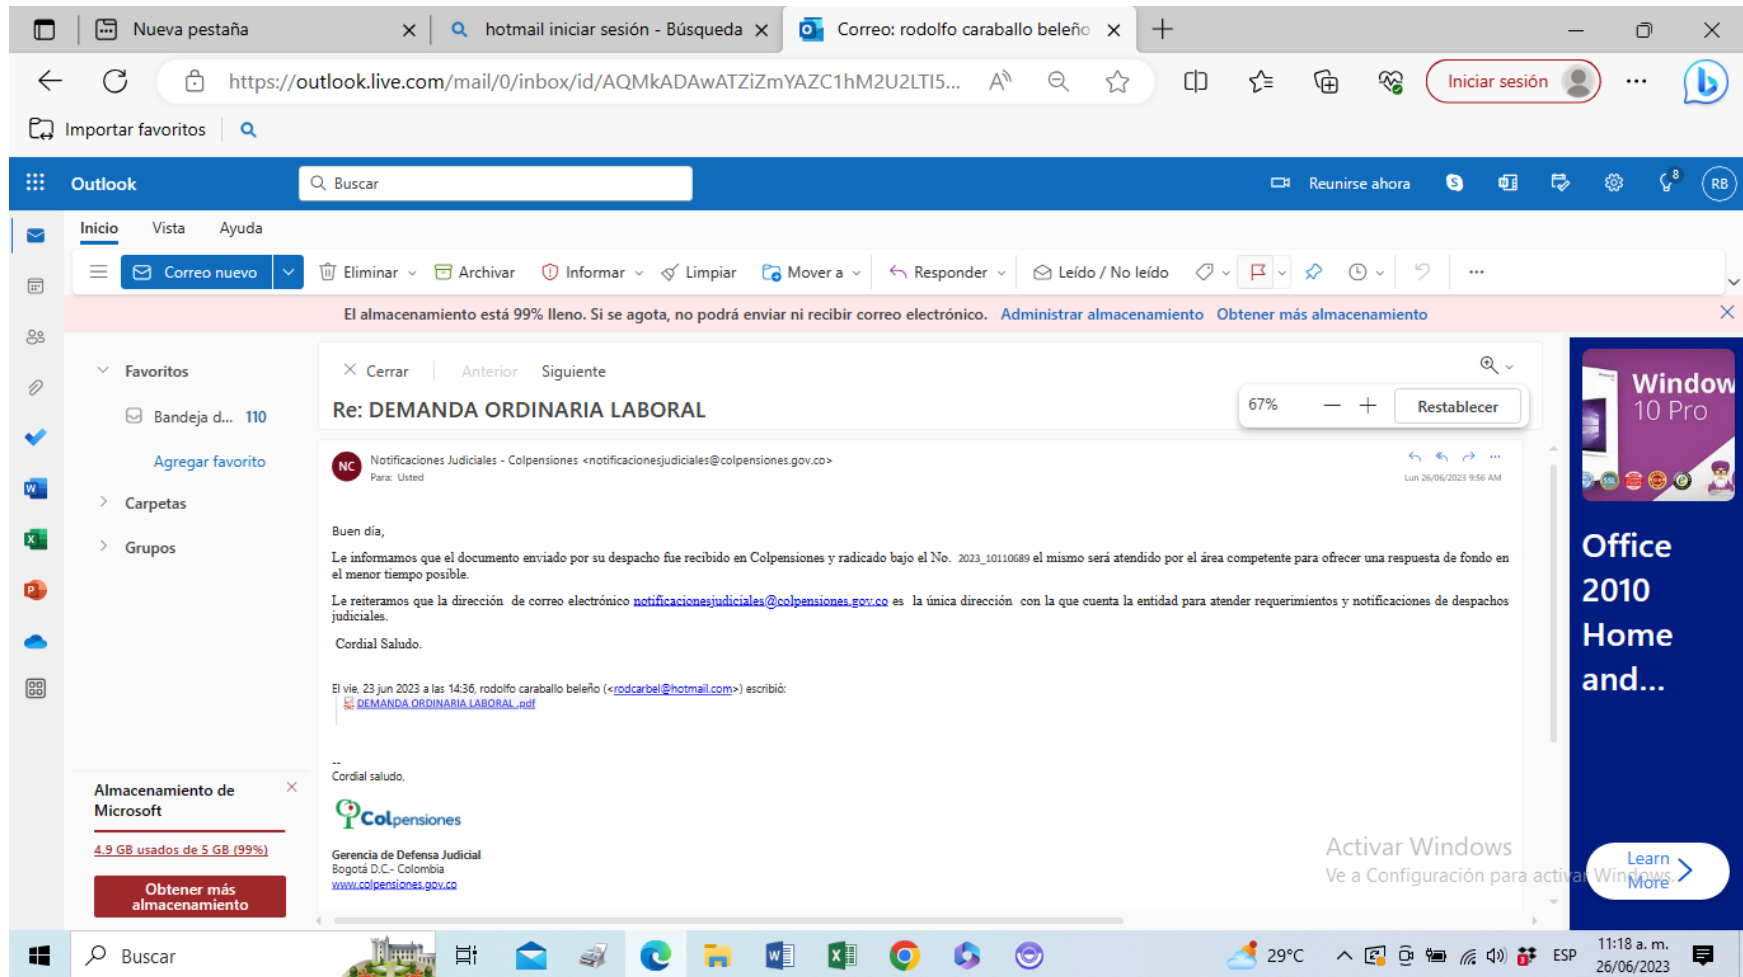 Nueva pestaña
hotmail iniciar sesión - Búsqueda
Correo: rodolfo caraballo beleño
https://outlook.live.com/mail/0/inbox/id/AQMkADAwATZiZmYAZC1hM2U2LTI5...
Iniciar sesión
Importar favoritos
Outlook
Buscar
Reunirse ahora
8
RB
Inicio Vista Ayuda
Correo nuevo Eliminar Archivar Informar Limpiar Mover a Responder Leído / No leído
El almacenamiento está 99% lleno. Si se agota, no podrá enviar ni recibir correo electrónico. Administrar almacenamiento Obtener más almacenamiento
Favoritos
Bandeja d... 110
Agregar favorito
Carpetas
Grupos
Cerrar Anterior Siguiente
Re: DEMANDA ORDINARIA LABORAL
67% Restablecer
NC
Notificaciones Judiciales - Colpensiones <notificacionesjudiciales@colpensiones.gov.co>
Para: Usted
Lun 26/06/2023 9:56 AM
Buen día,
Le informamos que el documento enviado por su despacho fue recibido en Colpensiones y radicado bajo el No. 2023_10110689 el mismo será atendido por el área competente para ofrecer una respuesta de fondo en
el menor tiempo posible.
Le reiteramos que la dirección de correo electrónico notificacionesjudiciales@colpensiones.gov.co es la única dirección con la que cuenta la entidad para atender requerimientos y notificaciones de despachos
judiciales.
Cordial Saludo.
El vie, 23 jun 2023 a las 14:36, rodolfo caraballo beleño (<rodcarbel@hotmail.com>) escribió:
DEMANDA ORDINARIA LABORAL .pdf
--
Cordial saludo,
Colpensiones
Gerencia de Defensa Judicial
Bogotá D.C.- Colombia
www.colpensiones.gov.co
Almacenamiento de
Microsoft
4.9 GB usados de 5 GB (99%)
Obtener más
almacenamiento
Window
10 Pro
Office
2010
Home
and...
Learn
More
Activar Windows
Ve a Configuración para activar Windows.
Buscar
29°C
ESP
11:18 a. m.
26/06/2023